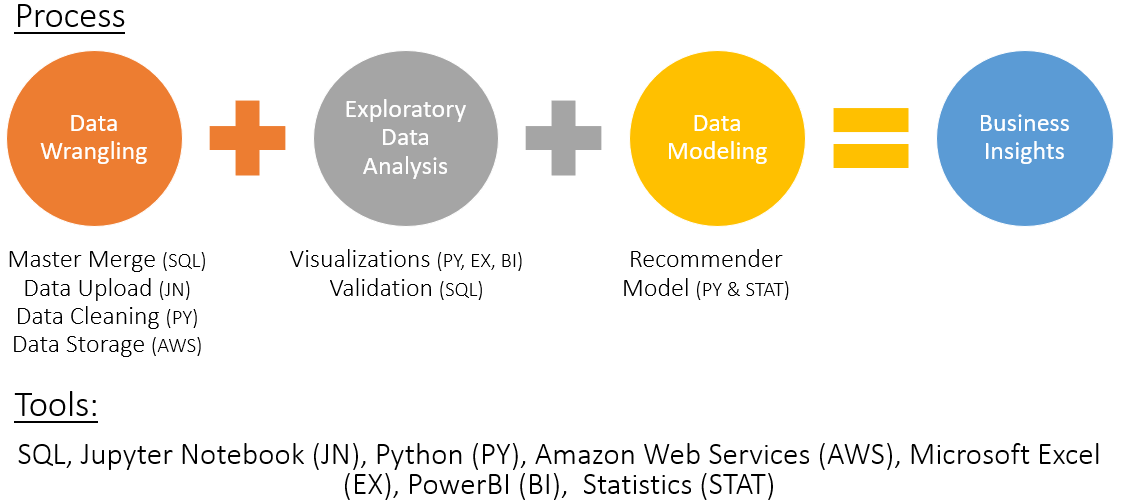 Process
Data
Wrangling
Exploratory
Data
Analysis
Data
Modeling
Business
Insights
Master Merge (SQL)
Data Upload (JN)
Data Cleaning (PY)
Data Storage (AWS)
Visualizations (PY, EX, BI)
Validation (SQL)
Recommender
Model (PY & STAT)
Tools:
SQL, Jupyter Notebook (JN), Python (PY), Amazon Web Services (AWS), Microsoft Excel
(EX), PowerBI (BI),  Statistics (STAT)